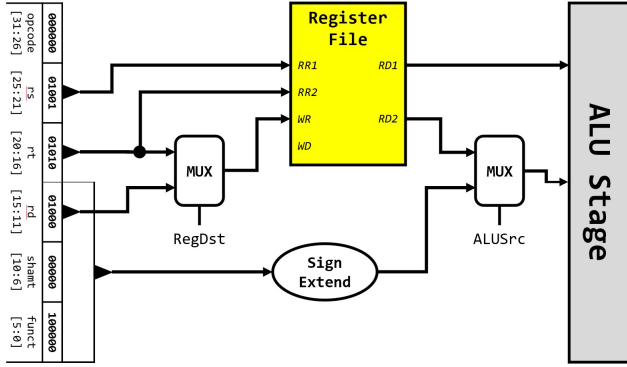 opcode
[31:26]
000000
rs
[25:21]
01001
rt
[20:16]
01010
rd
[15:11]
01000
shamt
[10:6]
00000
funct
[5:0]
100000
Register
File
RR1
RD1
RR2
WR
RD2
WD
MUX
RegDst
MUX
ALUSrc
Sign
Extend
ALU Stage